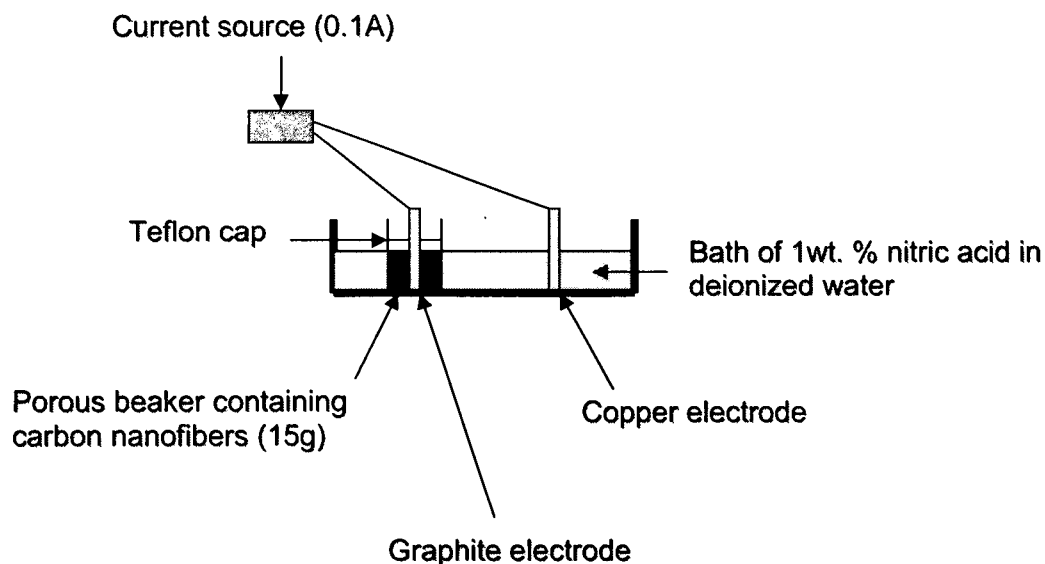 Current source (0.1A)
Teflon cap
Bath of 1wt. % nitric acid in
deionized water
Porous beaker containing
carbon nanofibers (15g)
Copper electrode
Graphite electrode